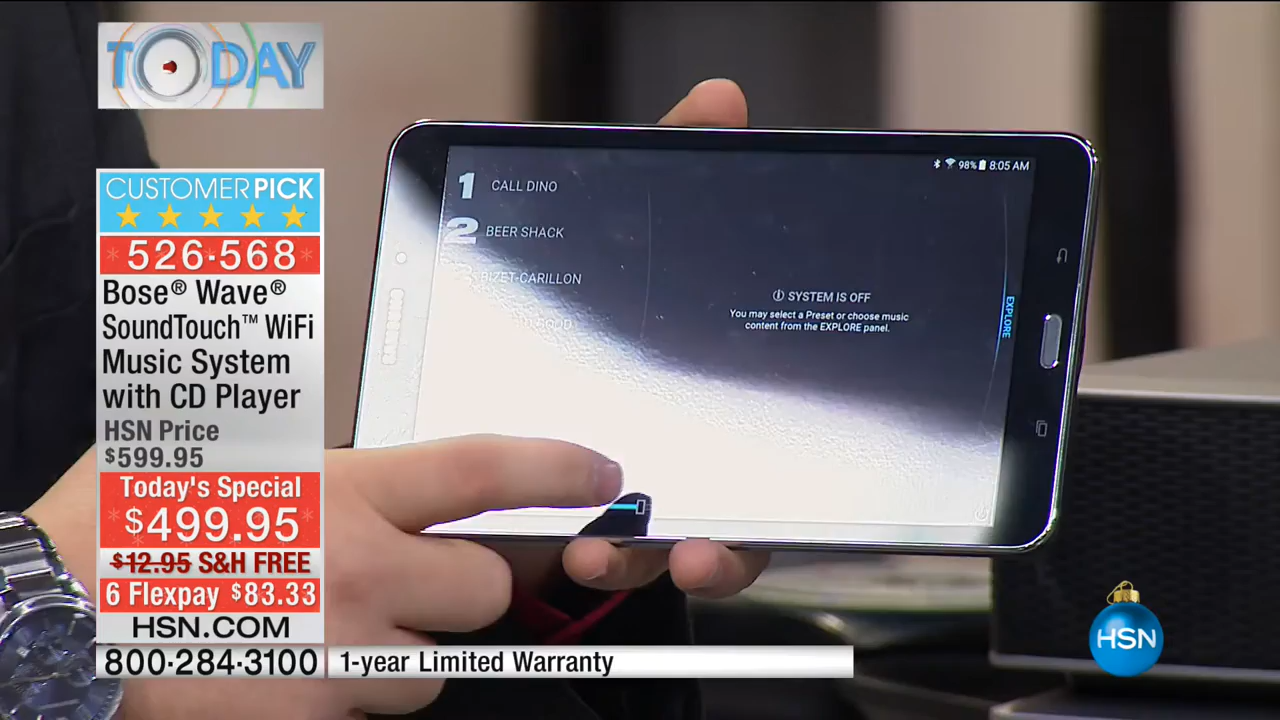 TODAY
CUSTOMER PICK
526-568
Bose® Wave®
SoundTouch™ WiFi
Music System
with CD Player
HSN Price
$599.95
Today's Special
$499.95
$12.95 S&H FREE
6 Flexpay $83.33
HSN.COM
800-284-3100
1-year Limited Warranty
98% 8:05 AM
1 CALL DINO
2 BEER SHACK
BIZET-CARILLON
SYSTEM IS OFF
You may select a Preset or choose music
content from the EXPLORE panel.
EXPLORE
HSN